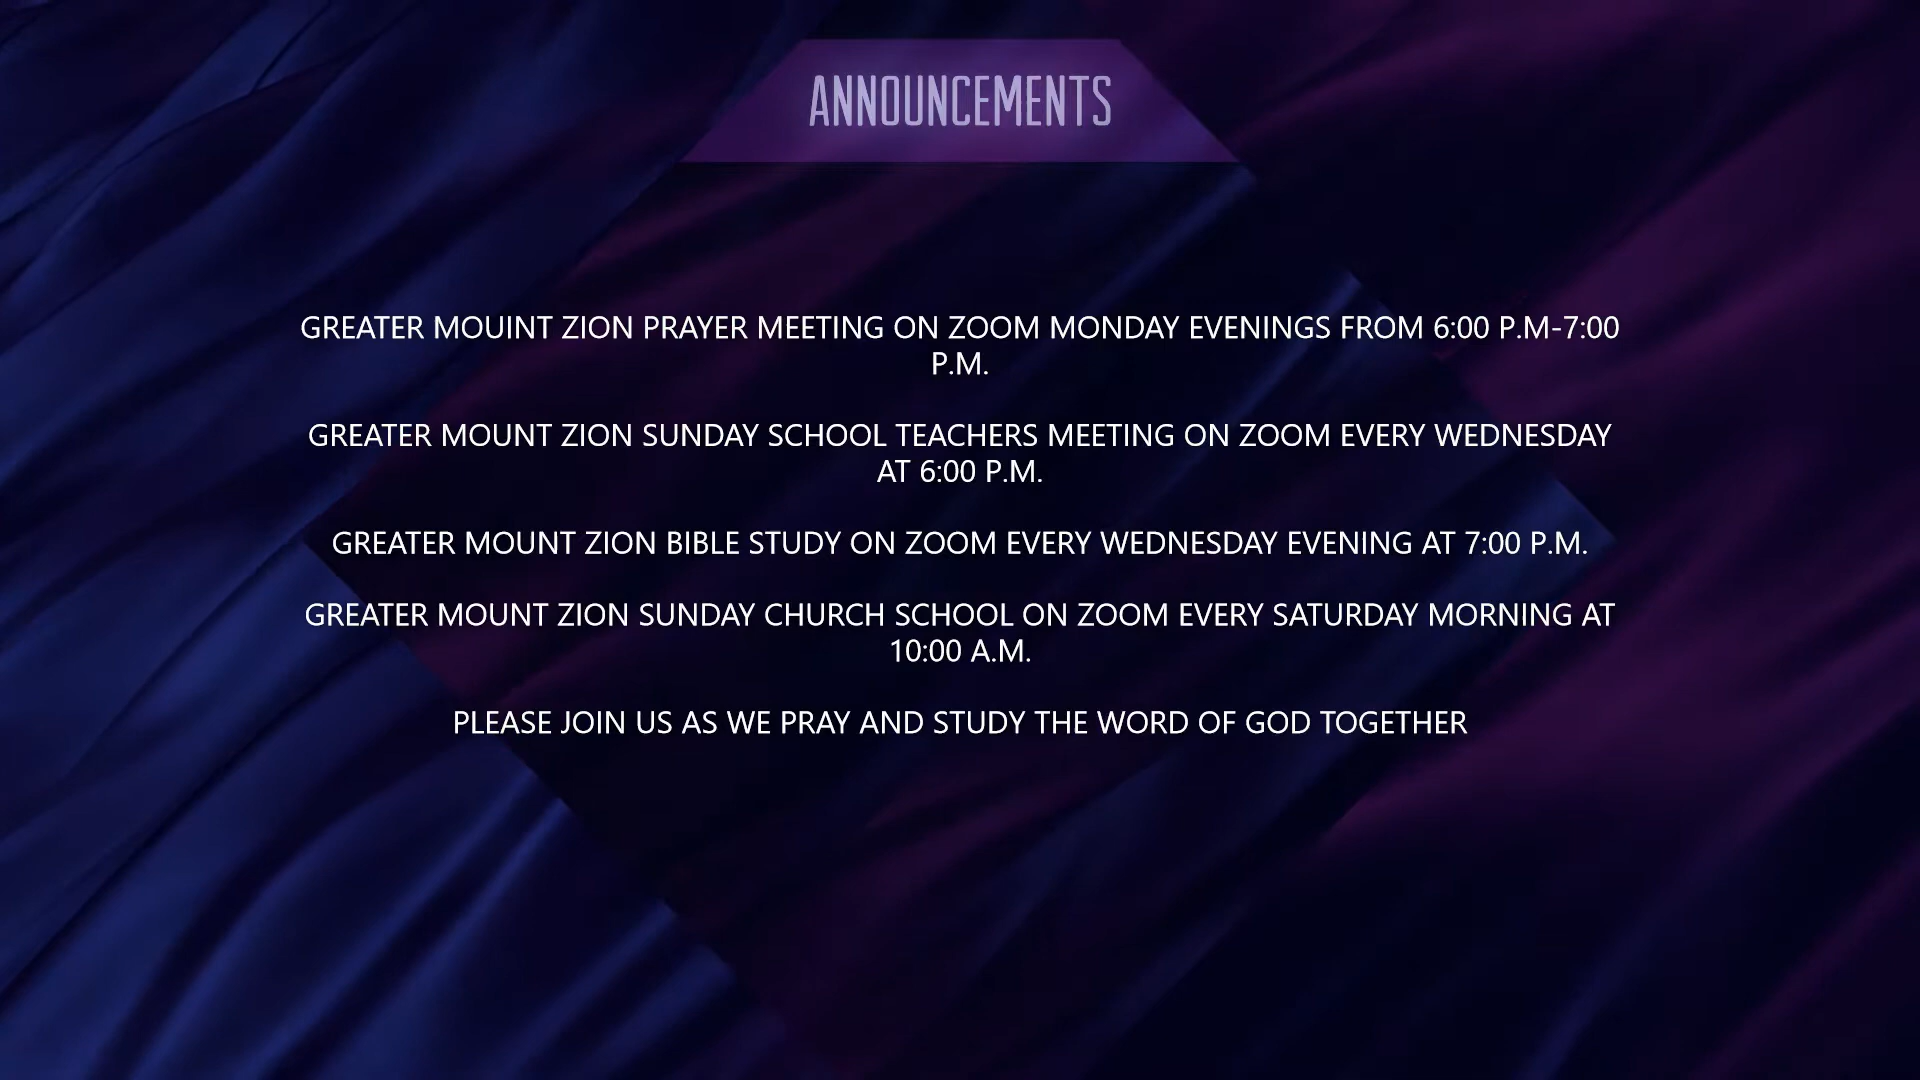 ANNOUNCEMENTS
GREATER MOUINT ZION PRAYER MEETING ON ZOOM MONDAY EVENINGS FROM 6:00 P.M-7:00
P.M.
GREATER MOUNT ZION SUNDAY SCHOOL TEACHERS MEETING ON ZOOM EVERY WEDNESDAY
AT 6:00 P.M.
GREATER MOUNT ZION BIBLE STUDY ON ZOOM EVERY WEDNESDAY EVENING AT 7:00 P.M.
GREATER MOUNT ZION SUNDAY CHURCH SCHOOL ON ZOOM EVERY SATURDAY MORNING AT
10:00 A.M.
PLEASE JOIN US AS WE PRAY AND STUDY THE WORD OF GOD TOGETHER